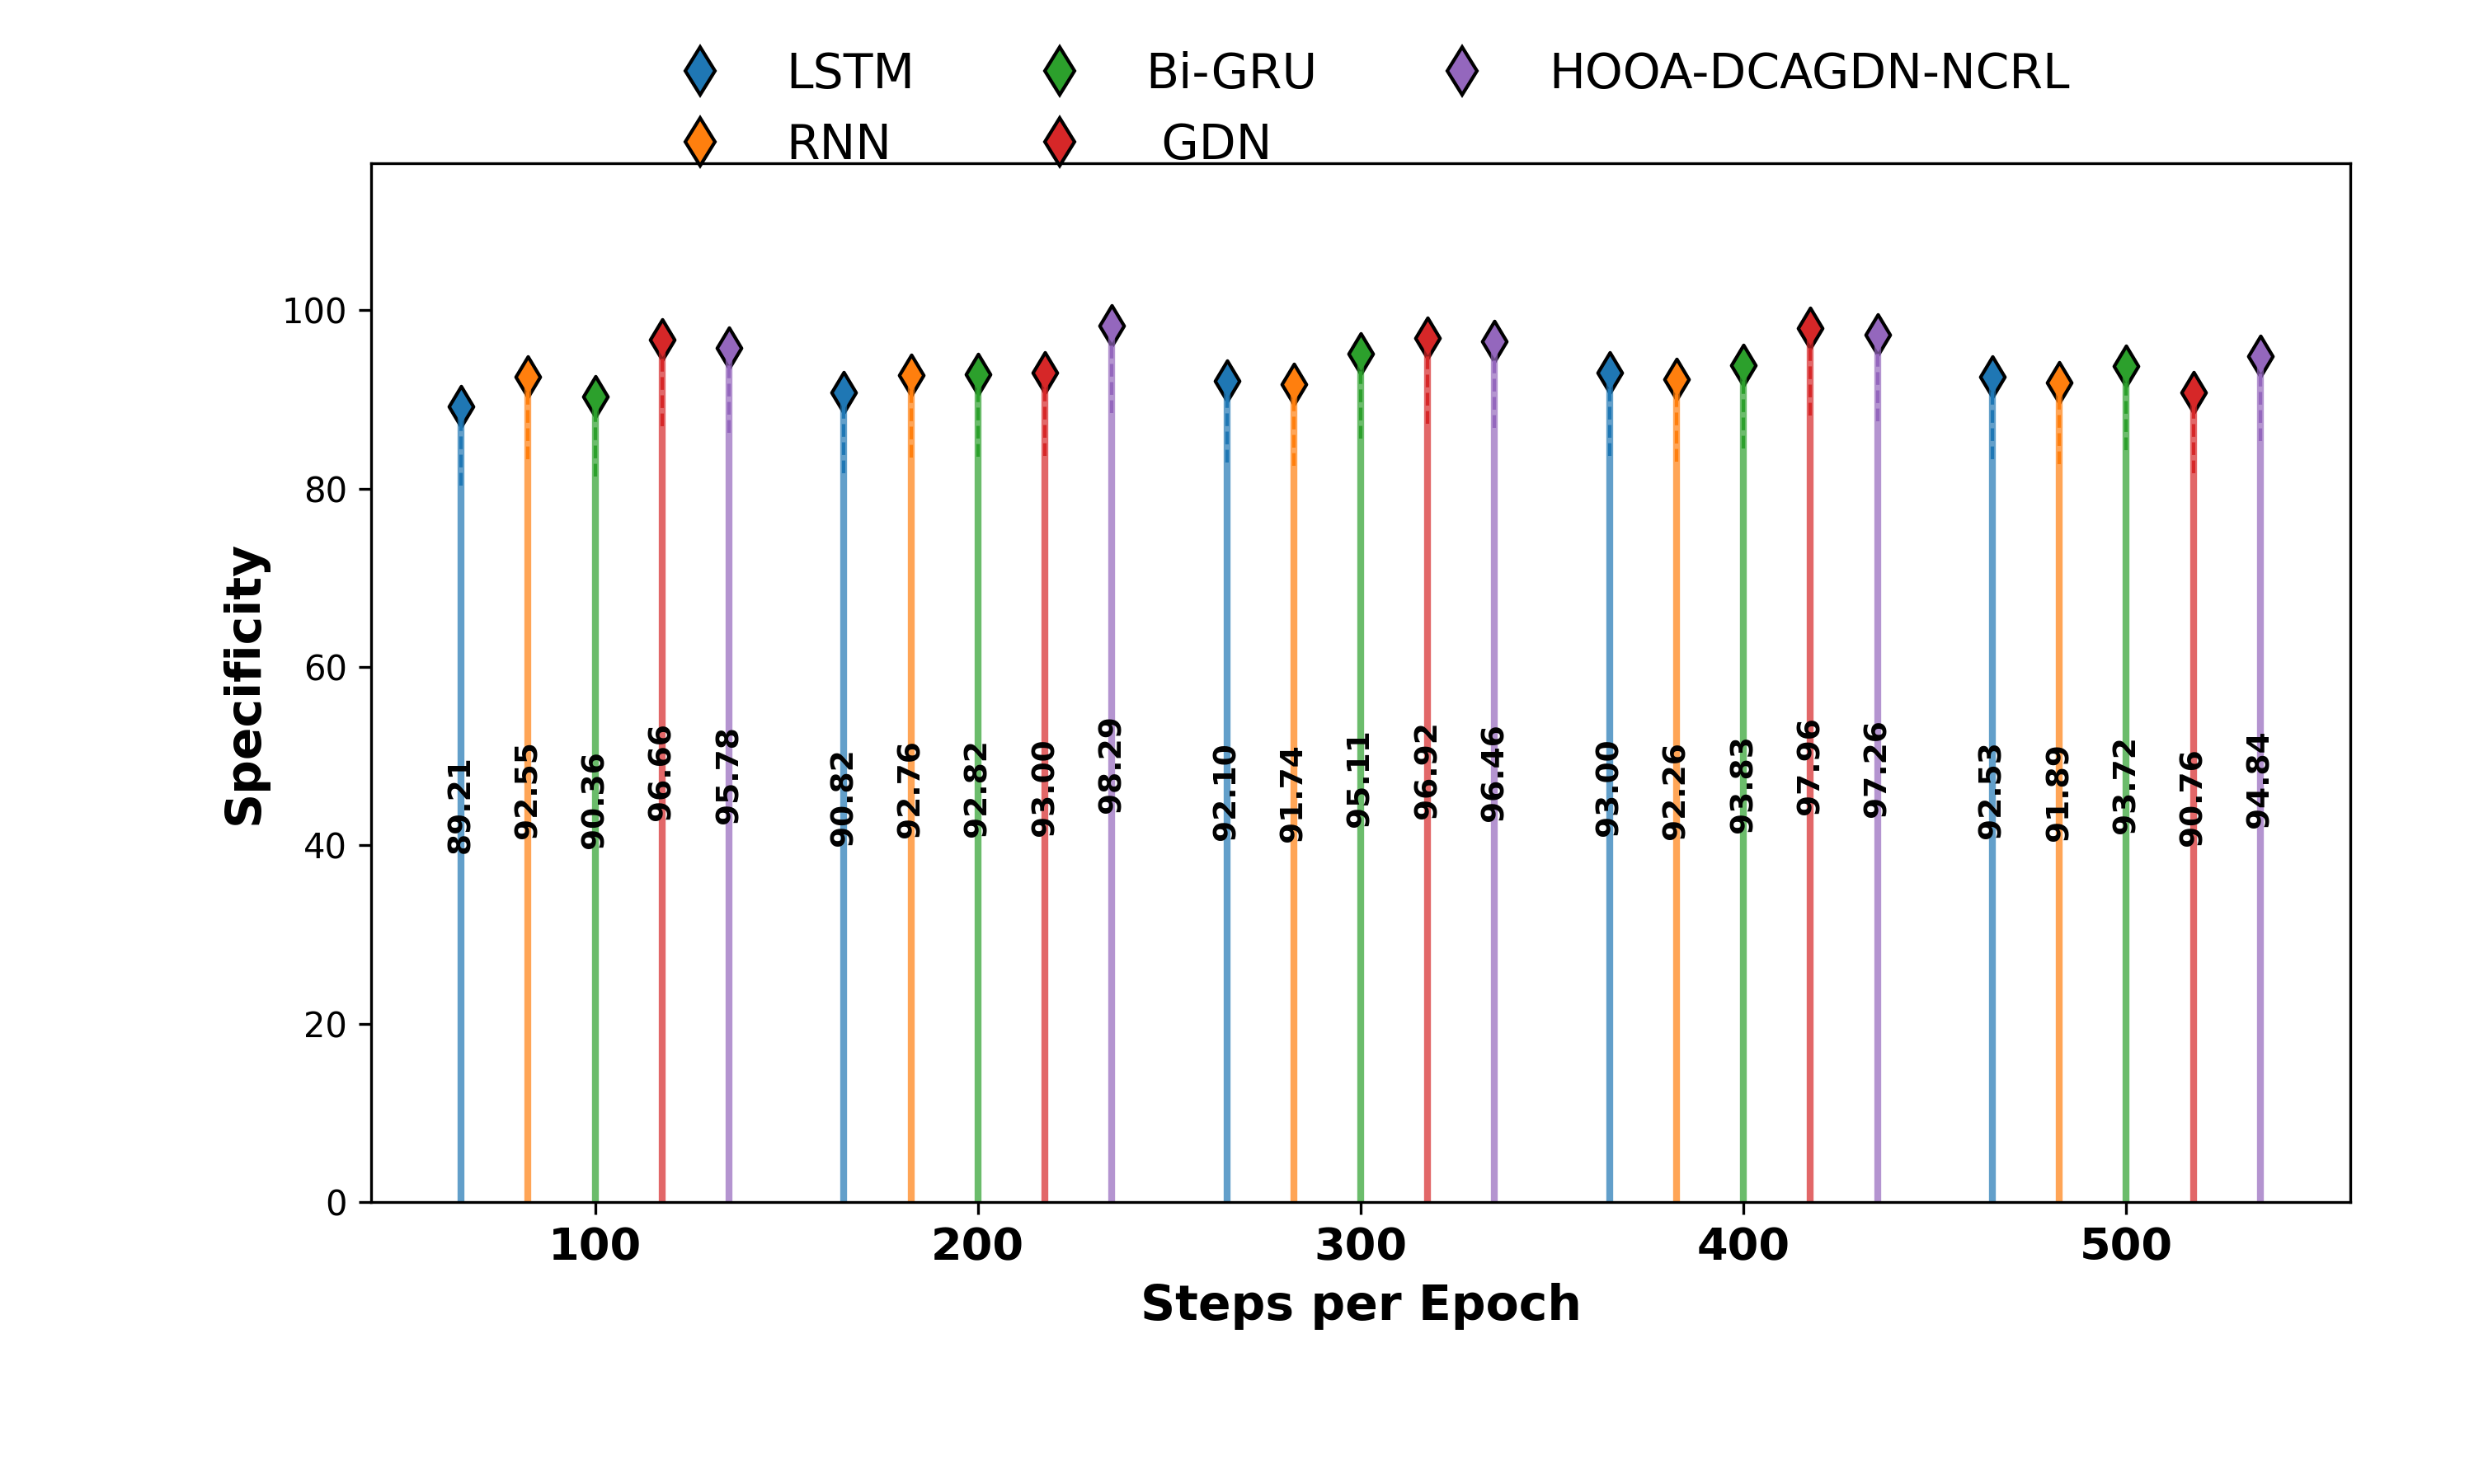 LSTM Bi-GRU HOOA-DCAGDN-NCRL
RNN GDN
100
80
60
40
20
0
Specificity
89.21 92.55 90.36 96.66 95.78 90.82 92.76 92.82 93.00 98.29 92.10 91.74 95.11 96.92 96.46 93.00 92.26 93.83 97.96 97.26 92.53 91.89 93.72 90.76 94.84
100 200 300 400 500
Steps per Epoch